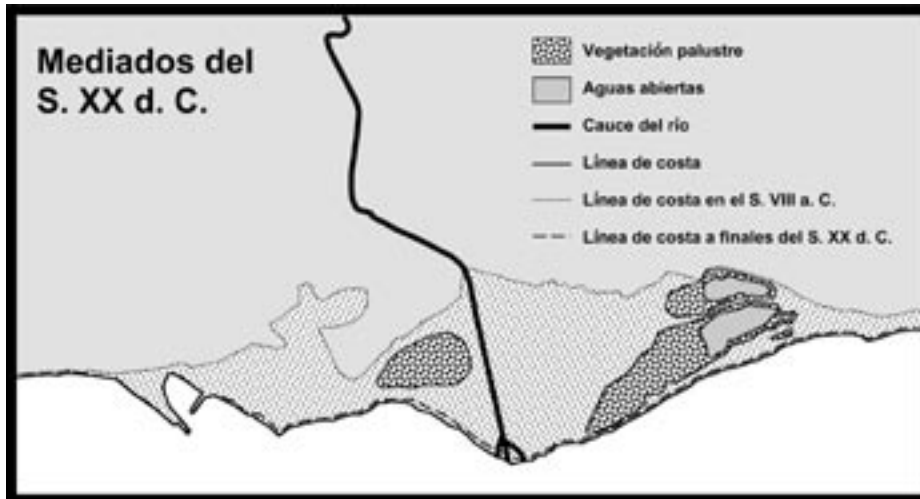 Mediados del
S. XX d. C.
Vegetación palustre
Aguas abiertas
Cauce del río
Línea de costa
Línea de costa en el S. VIII a. C.
Línea de costa a finales del S. XX d. C.